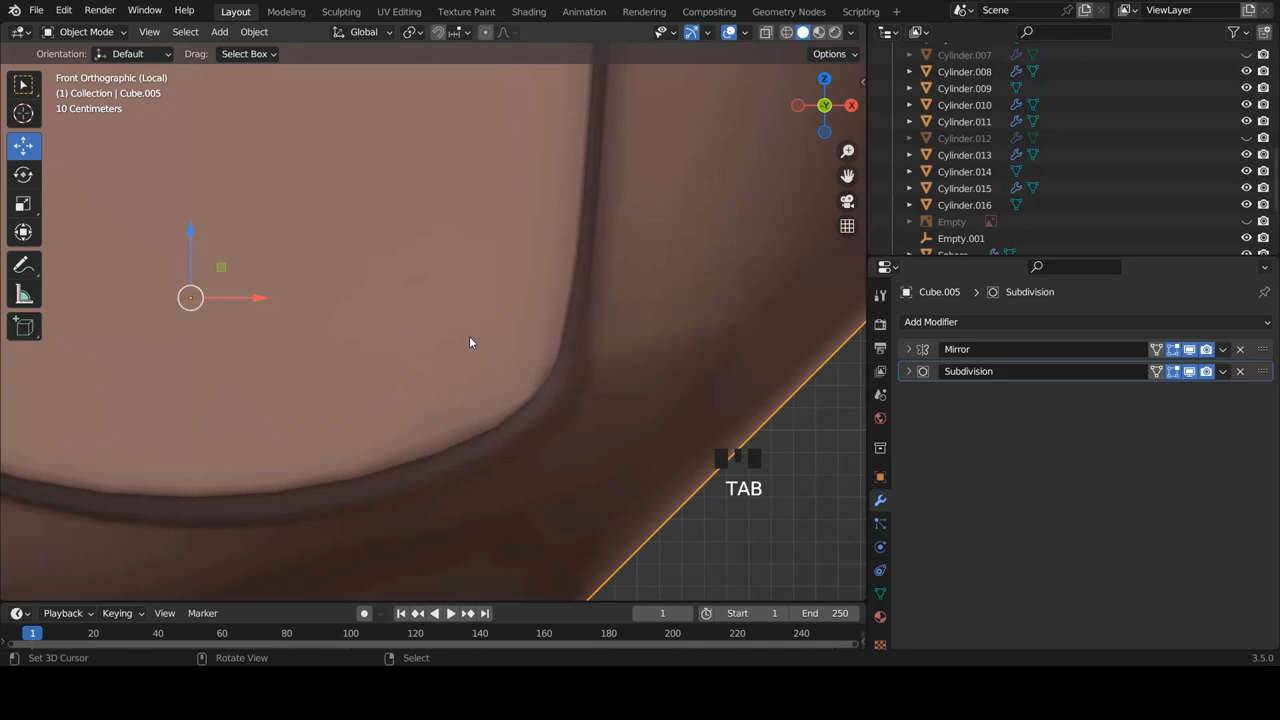 File Edit Render Window Help Layout Modeling Sculpting UV Editing Texture Paint Shading Animation Rendering Compositing Geometry Nodes Scripting + Scene ViewLayer
Object Mode View Select Add Object Global
Orientation: Default Drag: Select Box Options
Front Orthographic (Local)
(1) Collection | Cube.005
10 Centimeters
Z
Y
X
Cylinder.007
Cylinder.008
Cylinder.009
Cylinder.010
Cylinder.011
Cylinder.012
Cylinder.013
Cylinder.014
Cylinder.015
Cylinder.016
Empty
Empty.001
Cube.005 > Subdivision
Add Modifier
Mirror
Subdivision
TAB
Playback Keying View Marker 1 Start 1 End 250
1 20 40 60 80 100 120 140 160 180 200 220 240
Set 3D Cursor Rotate View Select 3.5.0